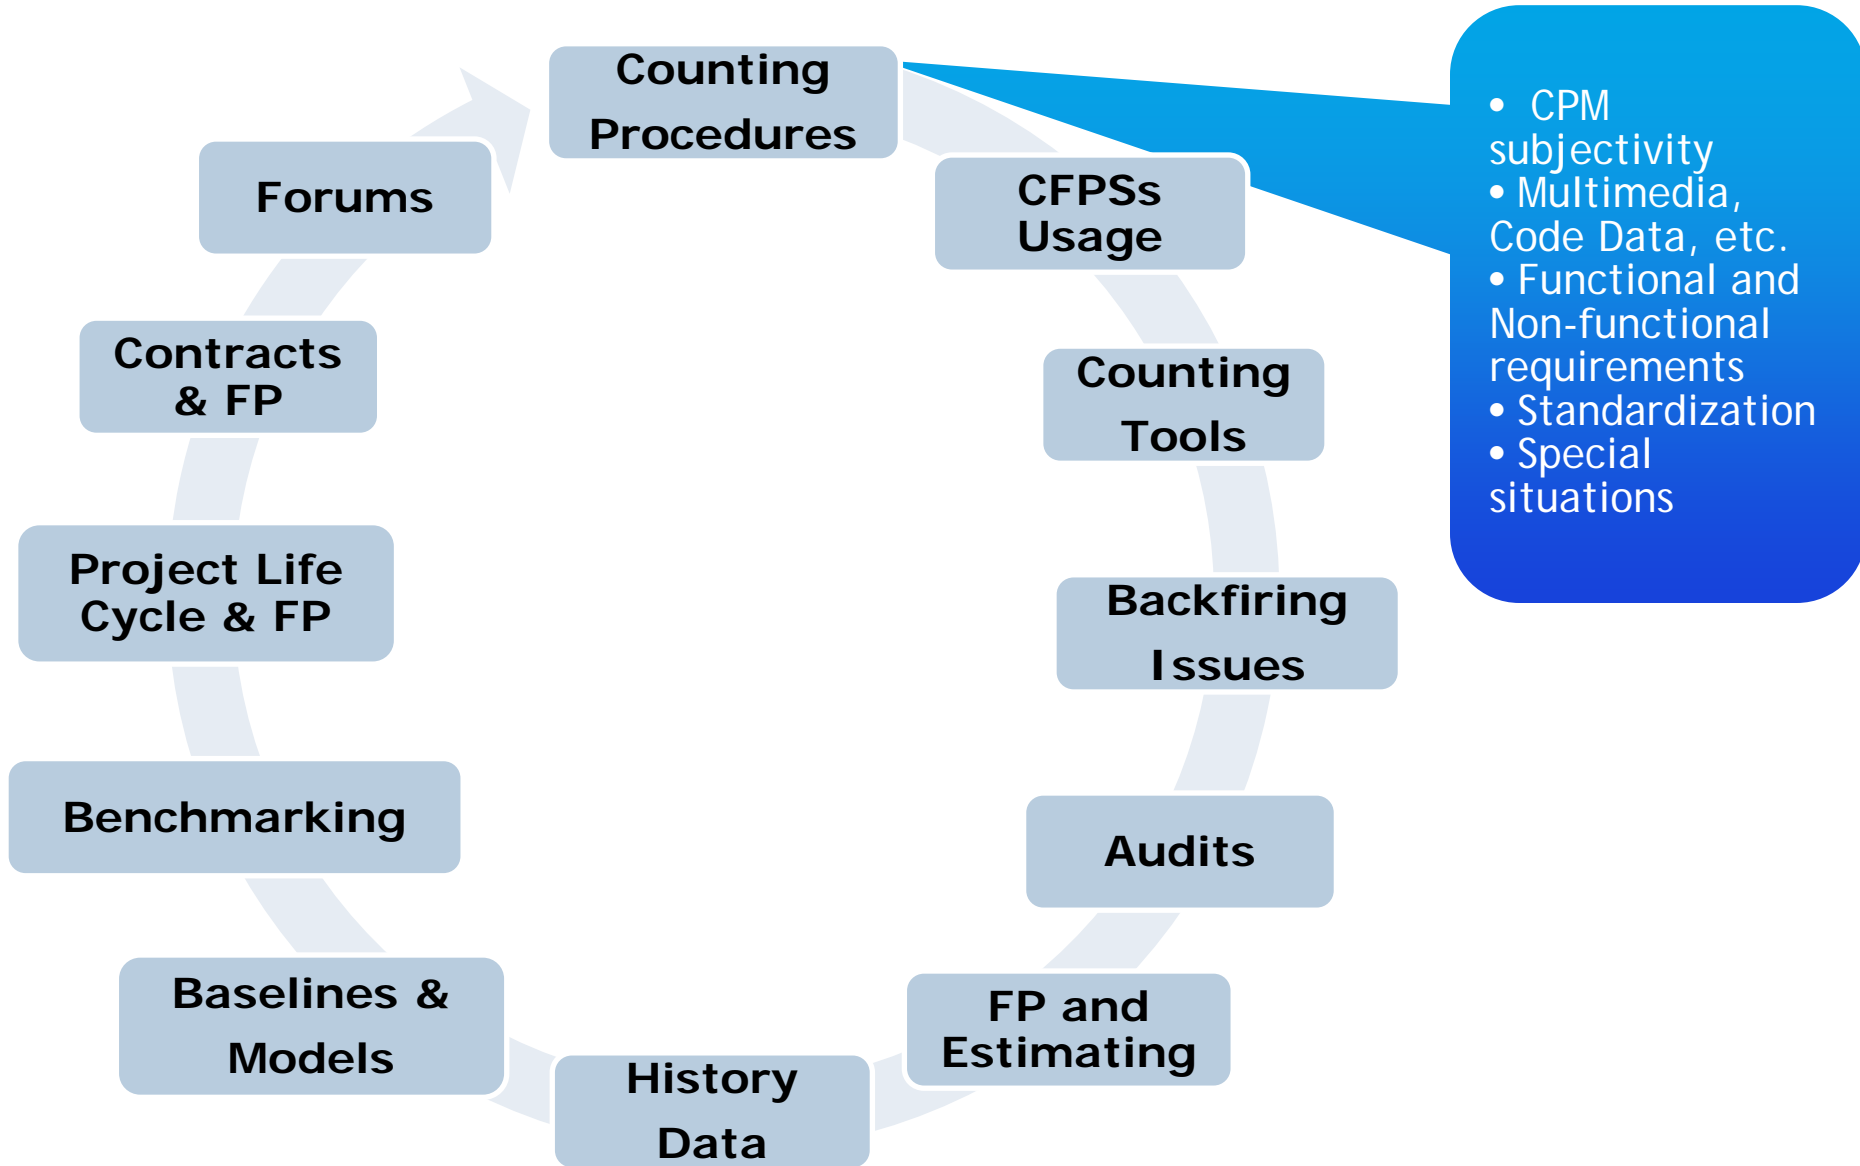 Counting
Procedures
CFPSs
Usage
Counting
Tools
Backfiring
Issues
Audits
FP and
Estimating
History
Data
Baselines &
Models
Benchmarking
Project Life
Cycle & FP
Contracts
& FP
Forums
• CPM
subjectivity
• Multimedia,
Code Data, etc.
• Functional and
Non-functional
requirements
• Standardization
• Special
situations